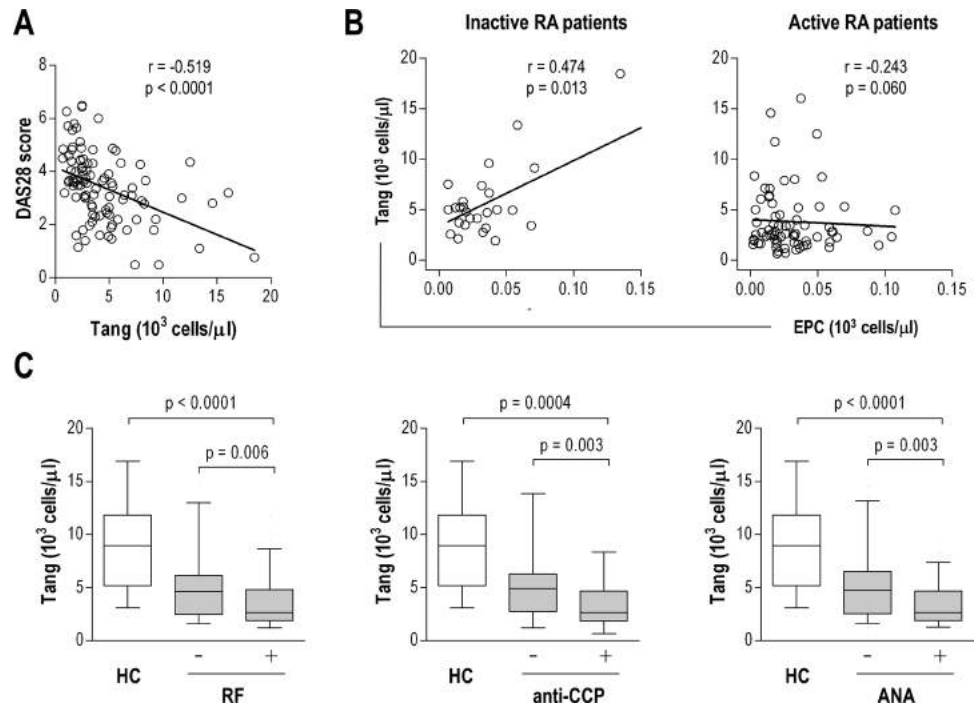 A
r = -0.519
p < 0.0001
DAS28 score
8
6
4
2
0
0
5
10
15
20
Tang (10³ cells/µl)
B
Inactive RA patients
r = 0.474
p = 0.013
Tang (10³ cells/µl)
20
15
10
5
0
0.00
0.05
0.10
0.15
Active RA patients
r = -0.243
p = 0.060
20
15
10
5
0
0.00
0.05
0.10
0.15
EPC (10³ cells/µl)
C
p < 0.0001
p = 0.006
Tang (10³ cells/µl)
20
15
10
5
0
HC
−
+
RF
p = 0.0004
p = 0.003
Tang (10³ cells/µl)
20
15
10
5
0
HC
−
+
anti-CCP
p < 0.0001
p = 0.003
Tang (10³ cells/µl)
20
15
10
5
0
HC
−
+
ANA